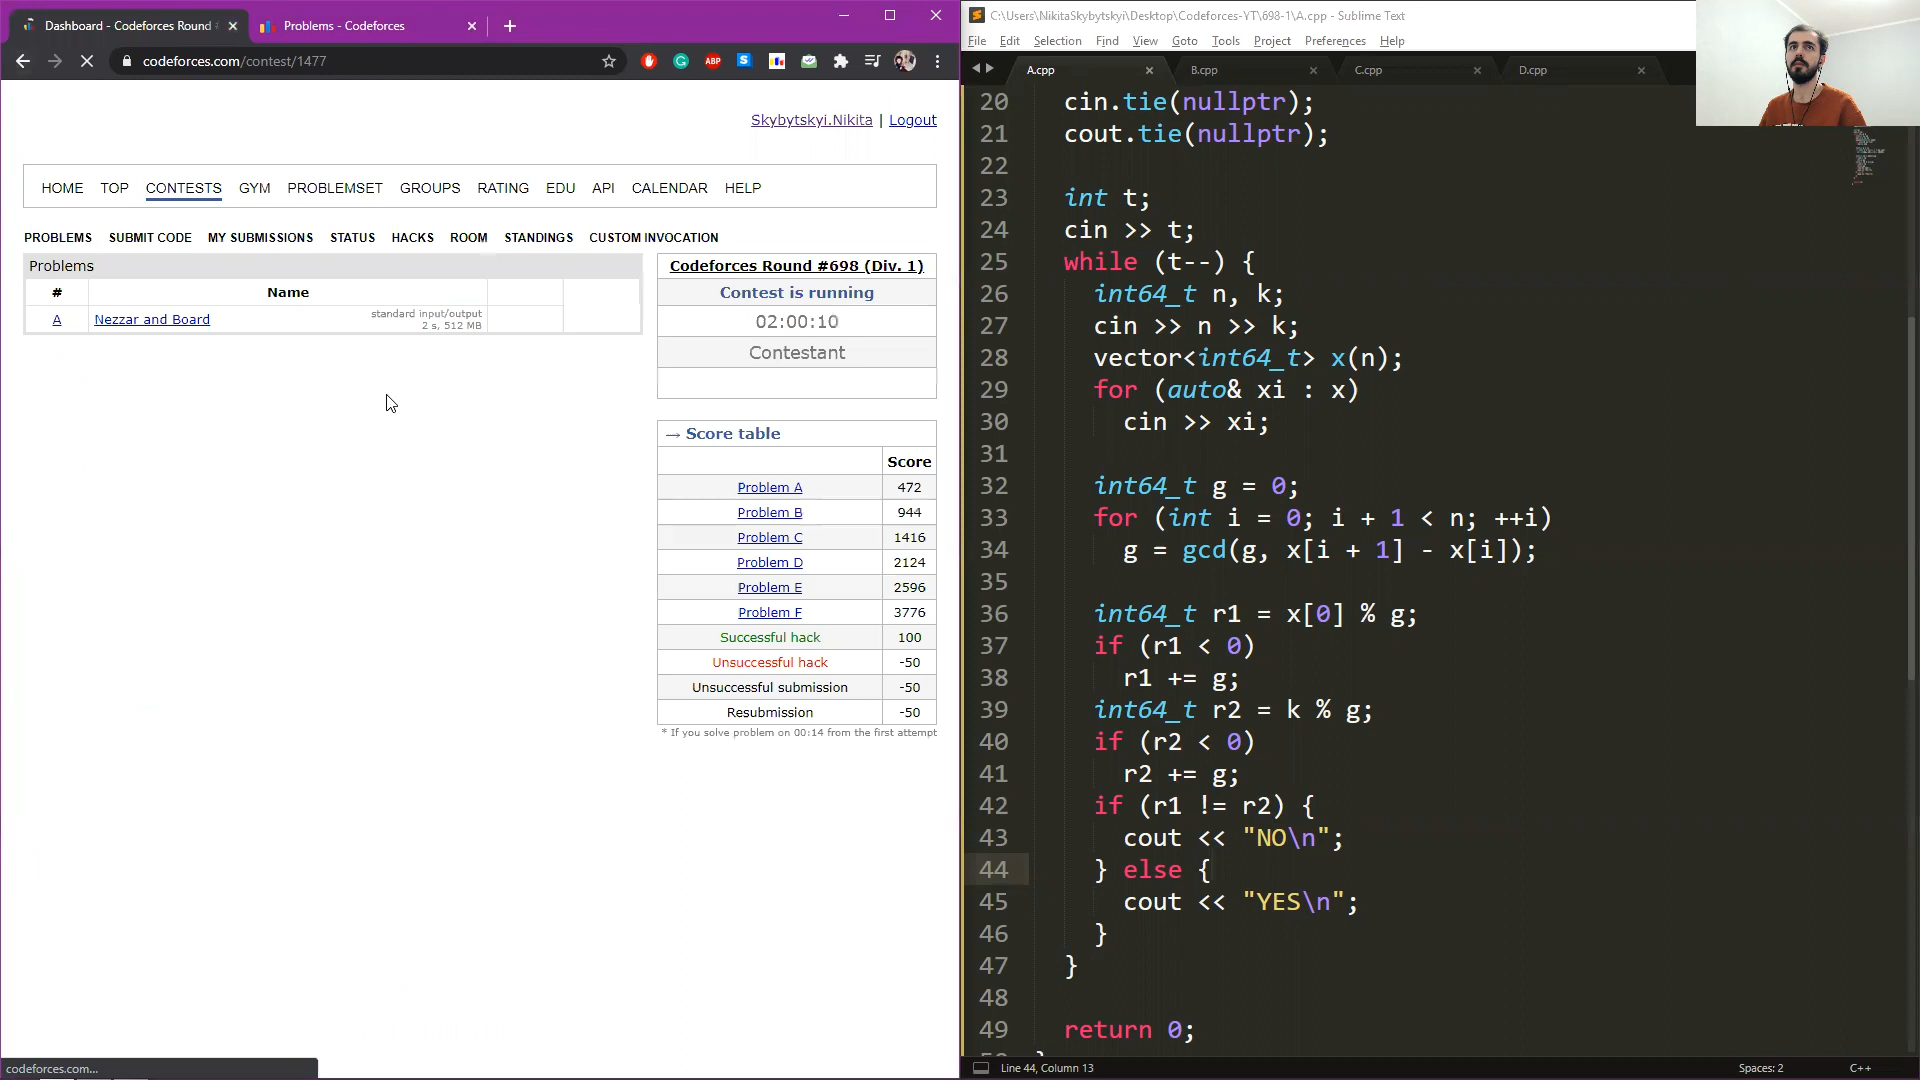 Dashboard - Codeforces Round
Problems - Codeforces
codeforces.com/contest/1477
Skybytskyi.Nikita | Logout
HOME TOP CONTESTS GYM PROBLEMSET GROUPS RATING EDU API CALENDAR HELP
PROBLEMS SUBMIT CODE MY SUBMISSIONS STATUS HACKS ROOM STANDINGS CUSTOM INVOCATION
Problems
# Name
A Nezzar and Board
standard input/output
2 s, 512 MB
Codeforces Round #698 (Div. 1)
Contest is running
02:00:10
Contestant
→ Score table
Score
Problem A 472
Problem B 944
Problem C 1416
Problem D 2124
Problem E 2596
Problem F 3776
Successful hack 100
Unsuccessful hack -50
Unsuccessful submission -50
Resubmission -50
* If you solve problem on 00:14 from the first attempt
codeforces.com...
C:\Users\NikitaSkybytskyi\Desktop\Codeforces-YT\698-1\A.cpp - Sublime Text
File Edit Selection Find View Goto Tools Project Preferences Help
A.cpp B.cpp C.cpp D.cpp
20 cin.tie(nullptr);
21 cout.tie(nullptr);
22
23 int t;
24 cin >> t;
25 while (t--) {
26 int64_t n, k;
27 cin >> n >> k;
28 vector<int64_t> x(n);
29 for (auto& xi : x)
30 cin >> xi;
31
32 int64_t g = 0;
33 for (int i = 0; i + 1 < n; ++i)
34 g = gcd(g, x[i + 1] - x[i]);
35
36 int64_t r1 = x[0] % g;
37 if (r1 < 0)
38 r1 += g;
39 int64_t r2 = k % g;
40 if (r2 < 0)
41 r2 += g;
42 if (r1 != r2) {
43 cout << "NO\n";
44 } else {
45 cout << "YES\n";
46 }
47 }
48
49 return 0;
Line 44, Column 13
Spaces: 2
C++